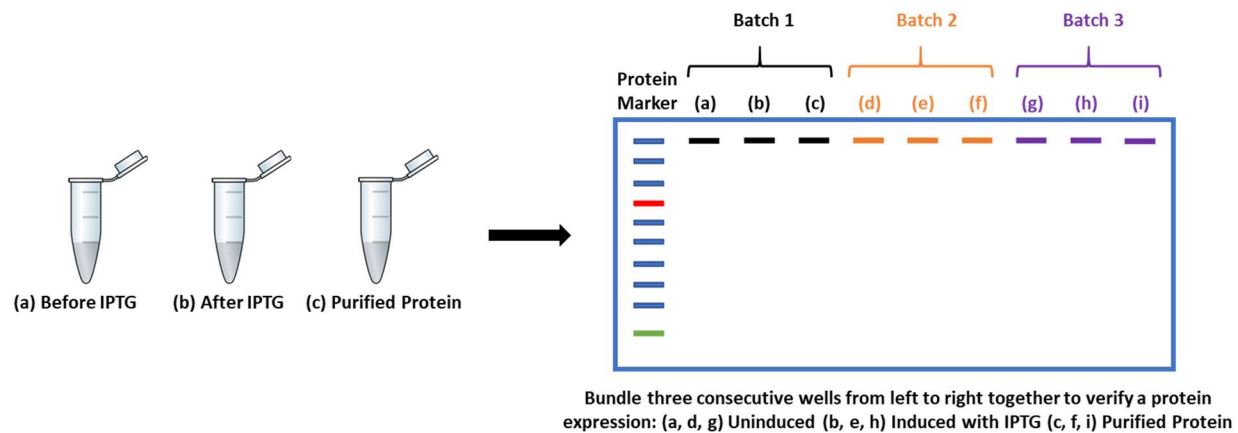 Batch 1
Batch 2
Batch 3
Protein
Marker
(a)
(b)
(c)
(d)
(e)
(f)
(g)
(h)
(i)
(a) Before IPTG
(b) After IPTG
(c) Purified Protein
Bundle three consecutive wells from left to right together to verify a protein
expression: (a, d, g) Uninduced (b, e, h) Induced with IPTG (c, f, i) Purified Protein